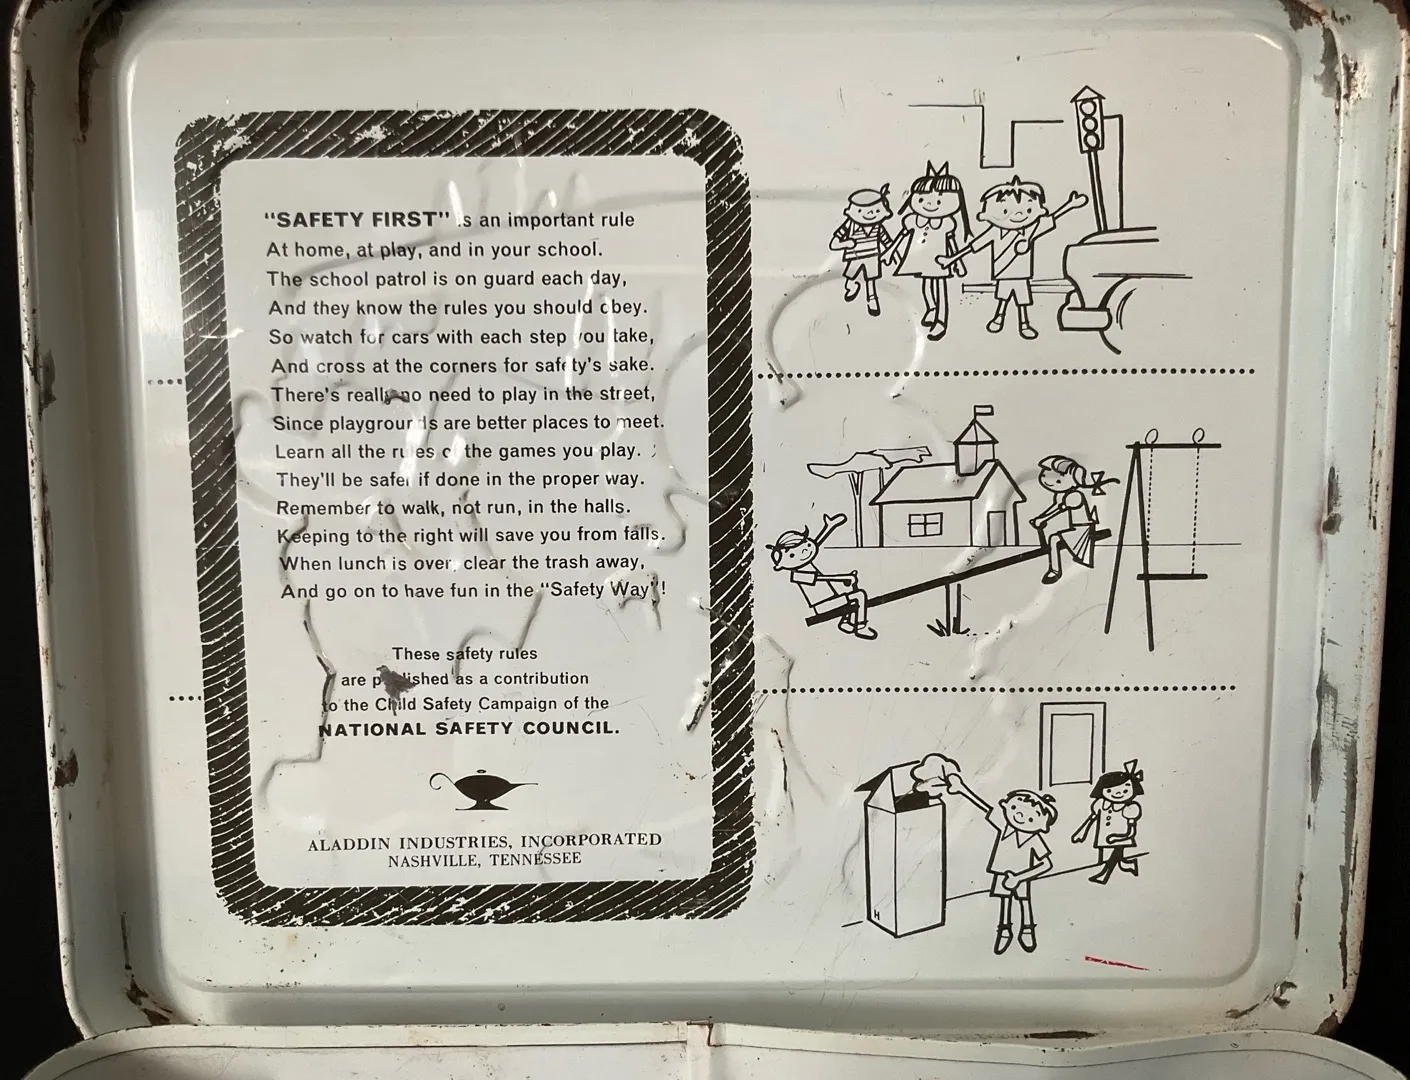 "SAFETY FIRST" is an important rule
At home, at play, and in your school.
The school patrol is on guard each day,
And they know the rules you should obey.
So watch for cars with each step you take,
And cross at the corners for safety's sake.
There's really no need to play in the street,
Since playgrounds are better places to meet.
Learn all the rules of the games you play.
They'll be safer if done in the proper way.
Remember to walk, not run, in the halls.
Keeping to the right will save you from falls.
When lunch is over, clear the trash away,
And go on to have fun in the "Safety Way"!
These safety rules
are published as a contribution
to the Child Safety Campaign of the
NATIONAL SAFETY COUNCIL.
ALADDIN INDUSTRIES, INCORPORATED
NASHVILLE, TENNESSEE
H